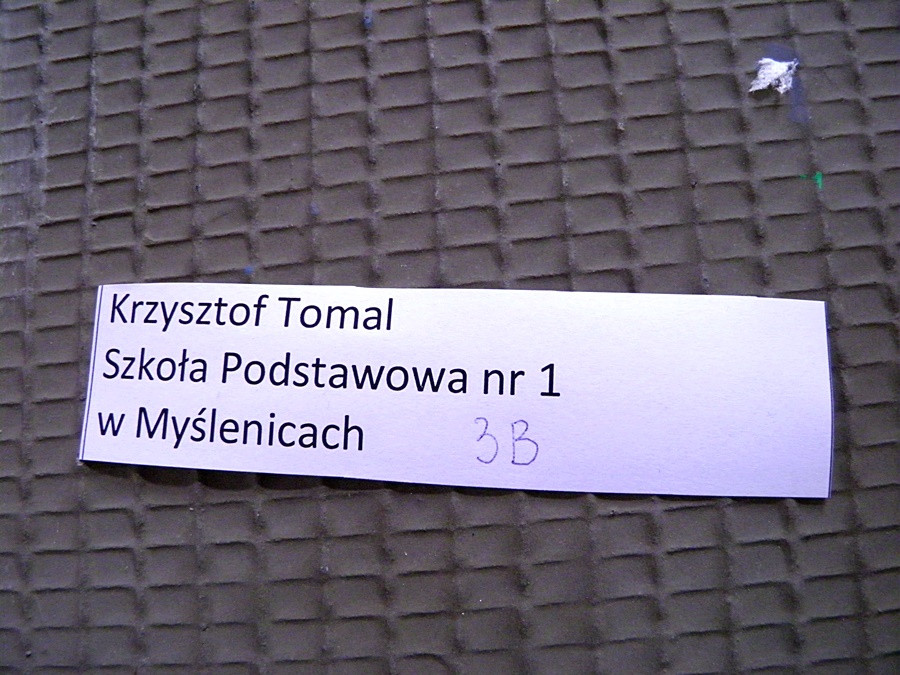 Krzysztof Tomal
Szkoła Podstawowa nr 1
w Myślenicach 3B